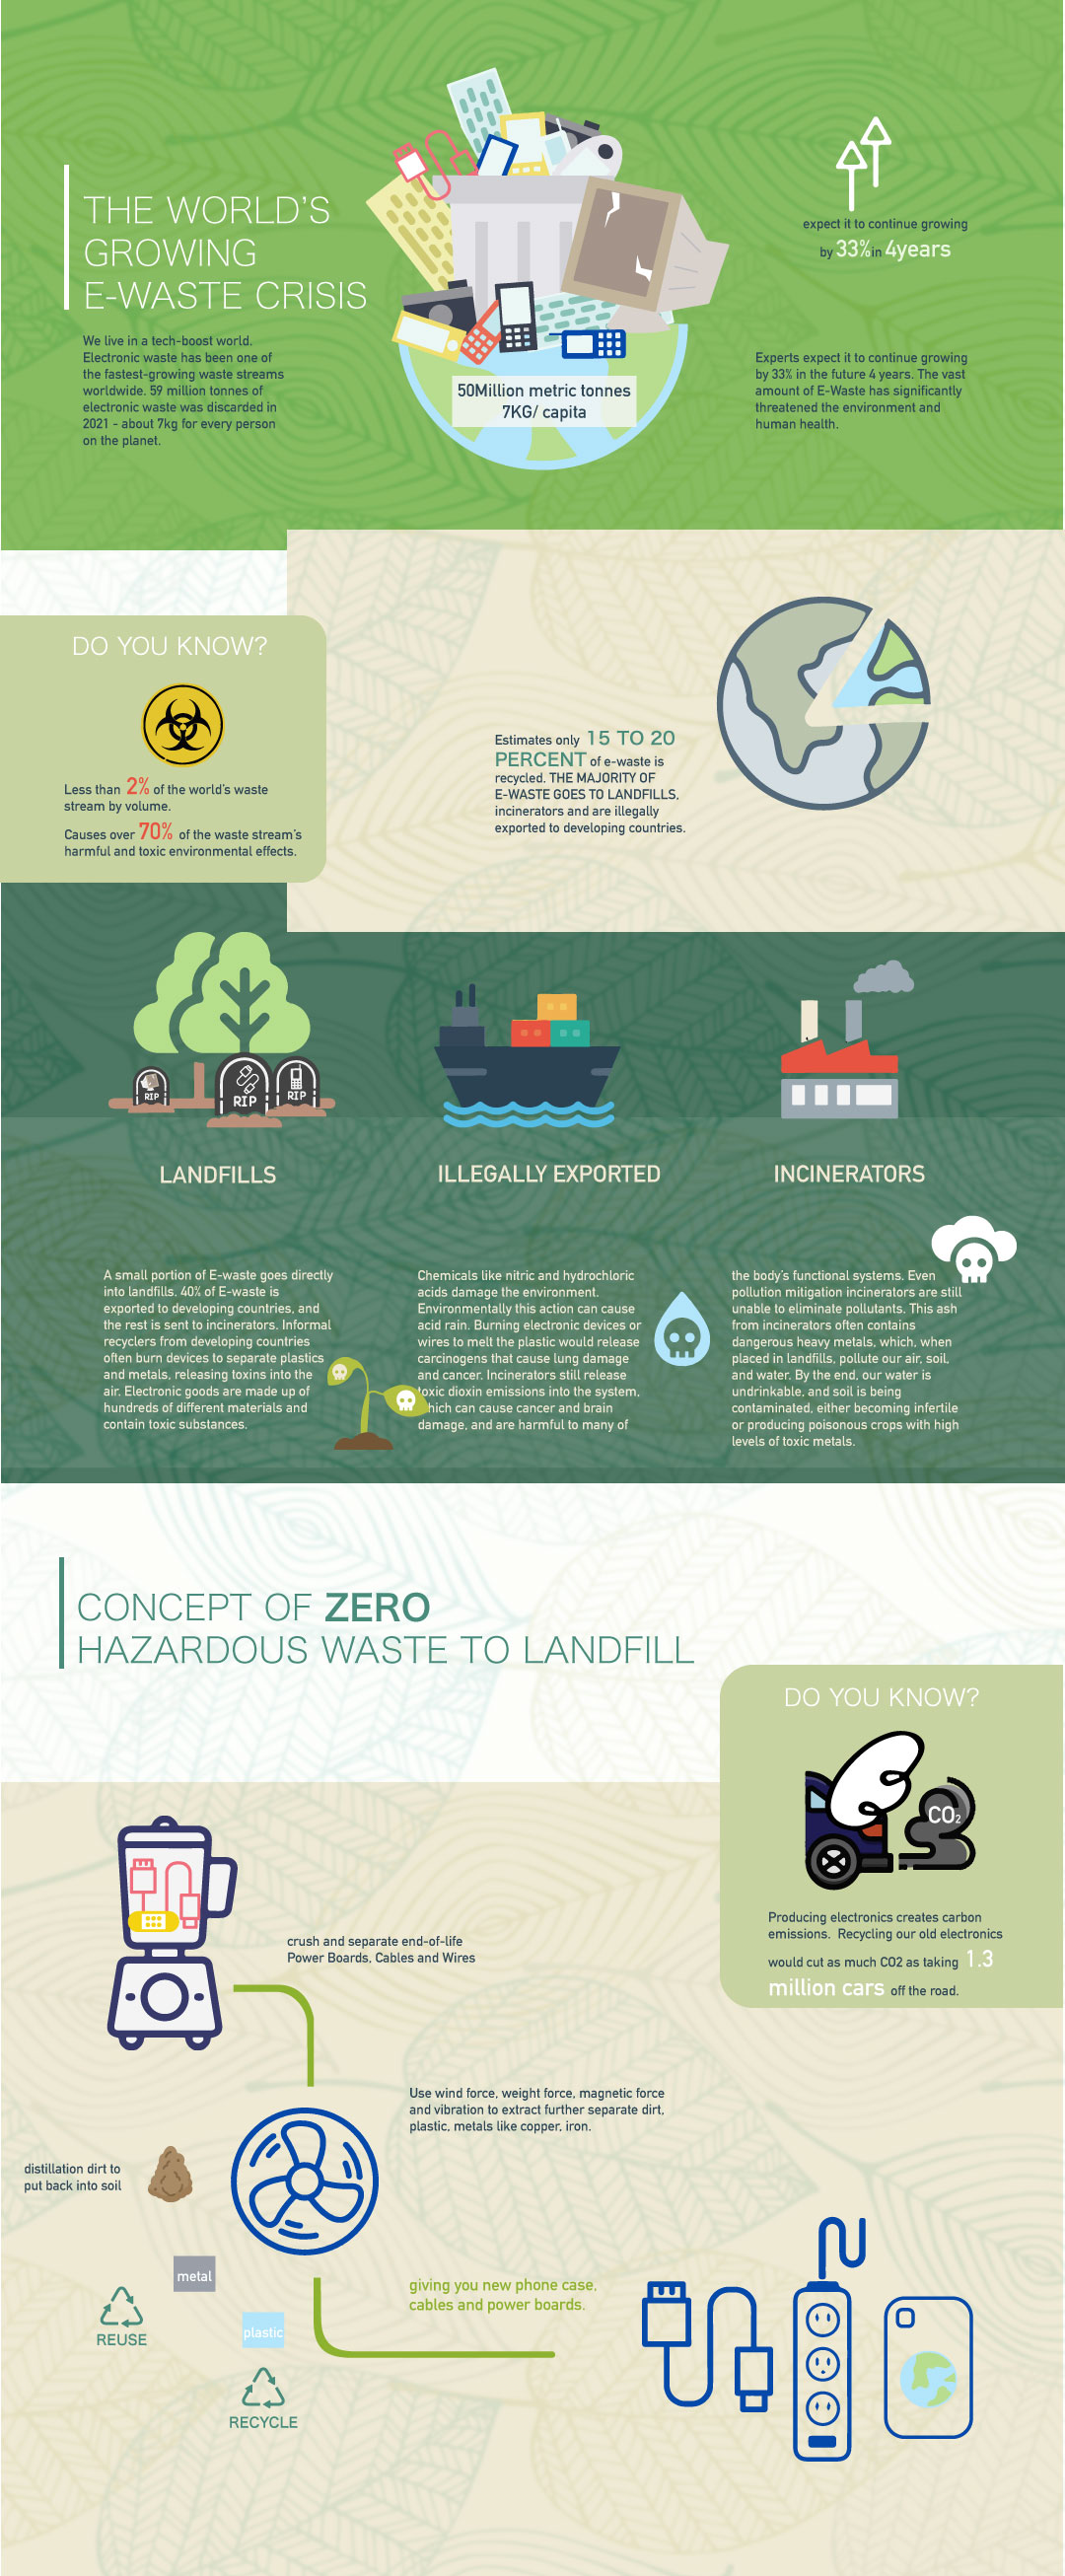 THE WORLD'S
GROWING
E-WASTE CRISIS
We live in a tech-boost world.
Electronic waste has been one of
the fastest-growing waste streams
worldwide. 59 million tonnes of
electronic waste was discarded in
2021 - about 7kg for every person
on the planet.
50Million metric tonnes
7KG/ capita
expect it to continue growing
by 33%in 4years
Experts expect it to continue growing
by 33% in the future 4 years. The vast
amount of E-Waste has significantly
threatened the environment and
human health.
DO YOU KNOW?
Less than 2% of the world's waste
stream by volume.
Causes over 70% of the waste stream's
harmful and toxic environmental effects.
Estimates only 15 TO 20
PERCENT of e-waste is
recycled. THE MAJORITY OF
E-WASTE GOES TO LANDFILLS,
incinerators and are illegally
exported to developing countries.
RIP
RIP
RIP
LANDFILLS
ILLEGALLY EXPORTED
INCINERATORS
A small portion of E-waste goes directly
into landfills. 40% of E-waste is
exported to developing countries, and
the rest is sent to incinerators. Informal
recyclers from developing countries
often burn devices to separate plastics
and metals, releasing toxins into the
air. Electronic goods are made up of
hundreds of different materials and
contain toxic substances.
Chemicals like nitric and hydrochloric
acids damage the environment.
Environmentally this action can cause
acid rain. Burning electronic devices or
wires to melt the plastic would release
carcinogens that cause lung damage
and cancer. Incinerators still release
toxic dioxin emissions into the system,
which can cause cancer and brain
damage, and are harmful to many of
the body's functional systems. Even
pollution mitigation incinerators are still
unable to eliminate pollutants. This ash
from incinerators often contains
dangerous heavy metals, which, when
placed in landfills, pollute our air, soil,
and water. By the end, our water is
undrinkable, and soil is being
contaminated, either becoming infertile
or producing poisonous crops with high
levels of toxic metals.
CONCEPT OF ZERO
HAZARDOUS WASTE TO LANDFILL
DO YOU KNOW?
CO2
Producing electronics creates carbon
emissions. Recycling our old electronics
would cut as much CO2 as taking 1.3
million cars off the road.
crush and separate end-of-life
Power Boards, Cables and Wires
Use wind force, weight force, magnetic force
and vibration to extract further separate dirt,
plastic, metals like copper, iron.
distillation dirt to
put back into soil
metal
REUSE
plastic
RECYCLE
giving you new phone case,
cables and power boards.